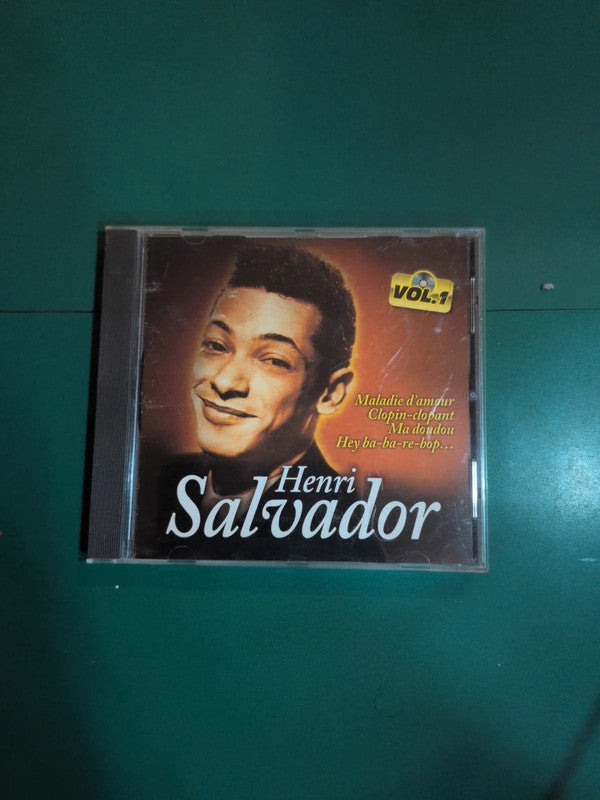 VOL.1
Maladie d'amour
Clopin-clopant
Ma doudou
Hey ba-ba-re-bop...
Henri
Salvador